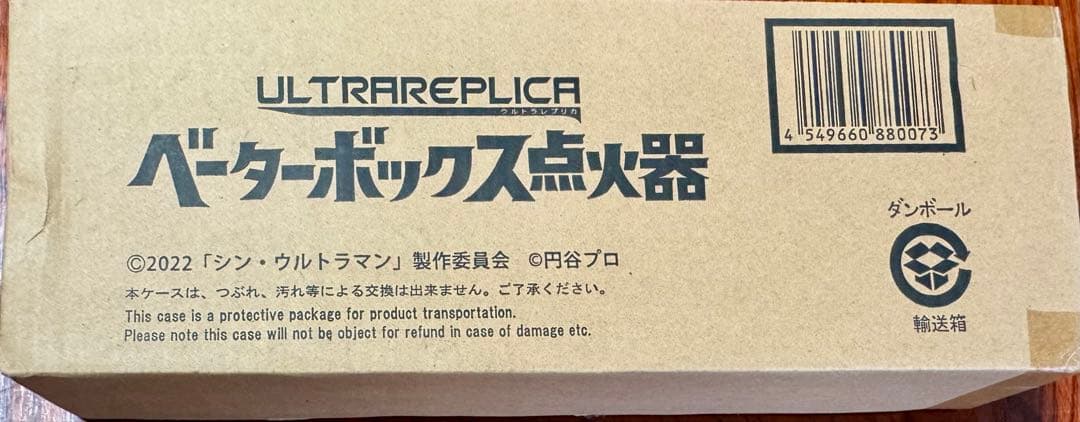 ULTRAREPLICA
ウルトラレプリカ
ベーターボックス点火器
4 549660 880073
ダンボール
輸送箱
©2022「シン・ウルトラマン」製作委員会 ©円谷プロ
本ケースは、つぶれ、汚れ等による交換は出来ません。ご了承ください。
This case is a protective package for product transportation.
Please note this case will not be object for refund in case of damage etc.